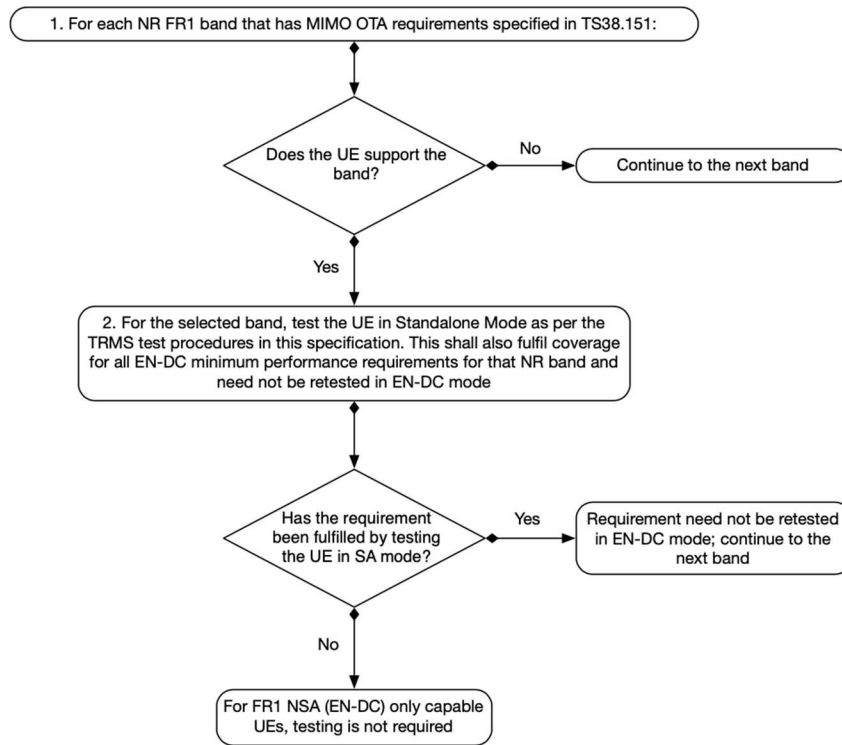 1. For each NR FR1 band that has MIMO OTA requirements specified in TS38.151:
Does the UE support the
band?
No
Continue to the next band
Yes
2. For the selected band, test the UE in Standalone Mode as per the
TRMS test procedures in this specification. This shall also fulfil coverage
for all EN-DC minimum performance requirements for that NR band and
need not be retested in EN-DC mode
Has the requirement
been fulfilled by testing
the UE in SA mode?
Yes
Requirement need not be retested
in EN-DC mode; continue to the
next band
No
For FR1 NSA (EN-DC) only capable
UEs, testing is not required